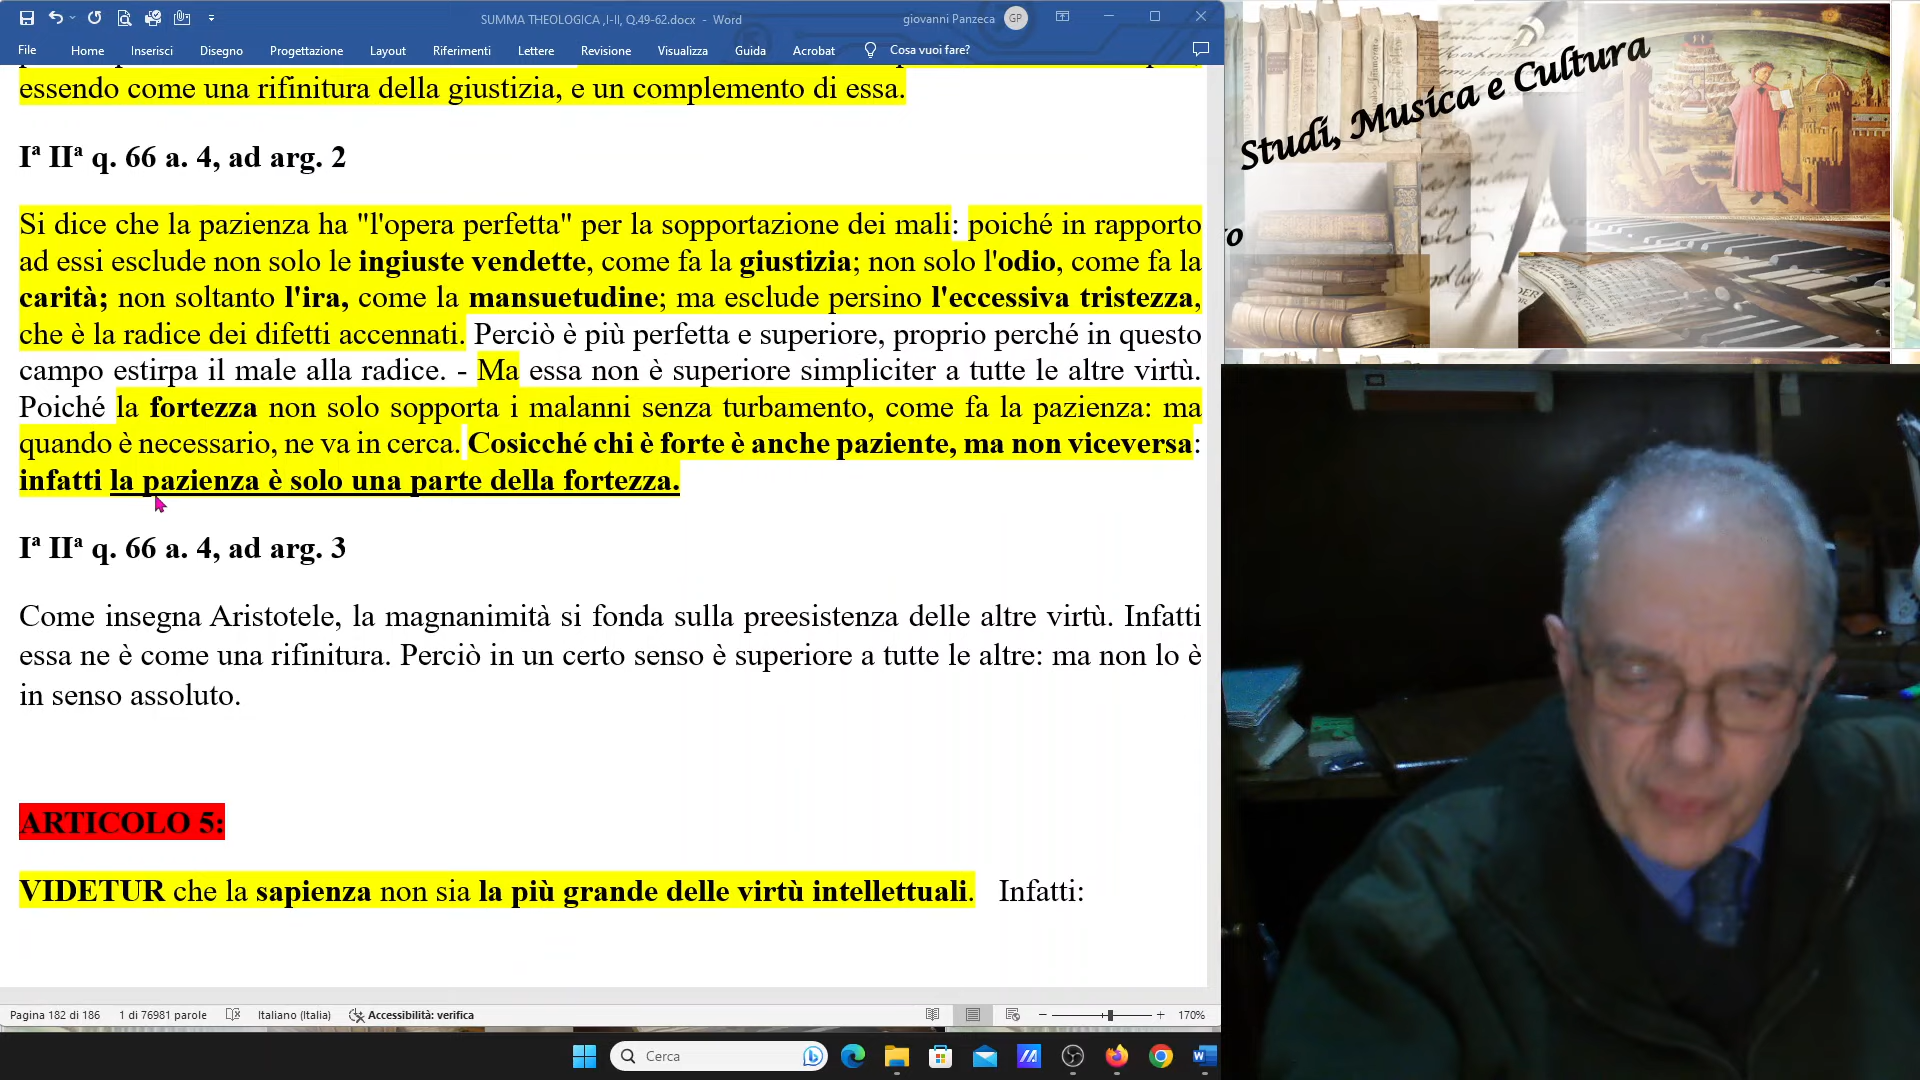 SUMMA THEOLOGICA ,I-II, Q.49-62.docx - Word
giovanni Panzeca GP
File Home Inserisci Disegno Progettazione Layout Riferimenti Lettere Revisione Visualizza Guida Acrobat Cosa vuoi fare?
essendo come una rifinitura della giustizia, e un complemento di essa.
Iª IIª q. 66 a. 4, ad arg. 2
Si dice che la pazienza ha "l'opera perfetta" per la sopportazione dei mali: poiché in rapporto
ad essi esclude non solo le ingiuste vendette, come fa la giustizia; non solo l'odio, come fa la
carità; non soltanto l'ira, come la mansuetudine; ma esclude persino l'eccessiva tristezza,
che è la radice dei difetti accennati. Perciò è più perfetta e superiore, proprio perché in questo
campo estirpa il male alla radice. - Ma essa non è superiore simpliciter a tutte le altre virtù.
Poiché la fortezza non solo sopporta i malanni senza turbamento, come fa la pazienza: ma
quando è necessario, ne va in cerca. Cosicché chi è forte è anche paziente, ma non viceversa:
infatti la pazienza è solo una parte della fortezza.
Iª IIª q. 66 a. 4, ad arg. 3
Come insegna Aristotele, la magnanimità si fonda sulla preesistenza delle altre virtù. Infatti
essa ne è come una rifinitura. Perciò in un certo senso è superiore a tutte le altre: ma non lo è
in senso assoluto.
ARTICOLO 5:
VIDETUR che la sapienza non sia la più grande delle virtù intellettuali. Infatti:
Pagina 182 di 186 1 di 76981 parole Italiano (Italia) Accessibilità: verifica 170%
Cerca
Studi, Musica e Cultura